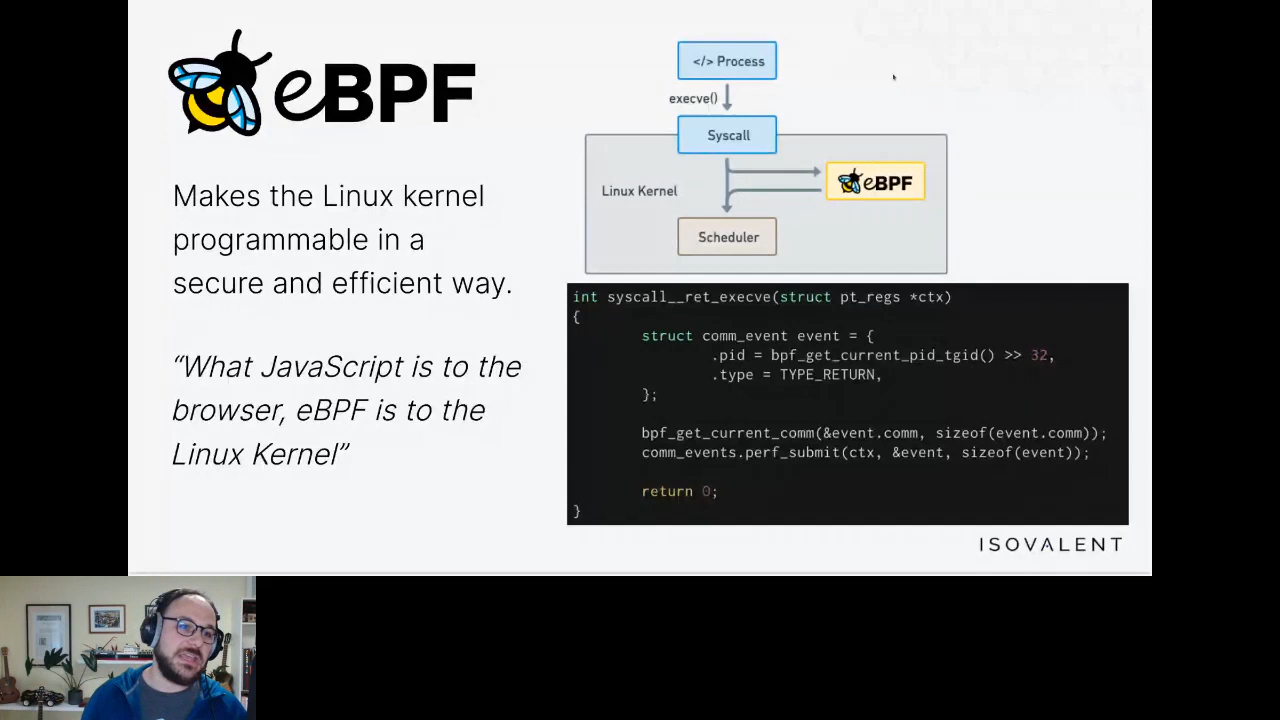 eBPF
Makes the Linux kernel
programmable in a
secure and efficient way.
“What JavaScript is to the
browser, eBPF is to the
Linux Kernel”
</> Process
execve()
Syscall
Linux Kernel
eBPF
Scheduler
int syscall__ret_execve(struct pt_regs *ctx)
{
struct comm_event event = {
.pid = bpf_get_current_pid_tgid() >> 32,
.type = TYPE_RETURN,
};
bpf_get_current_comm(&event.comm, sizeof(event.comm));
comm_events.perf_submit(ctx, &event, sizeof(event));
return 0;
}
ISOVALENT